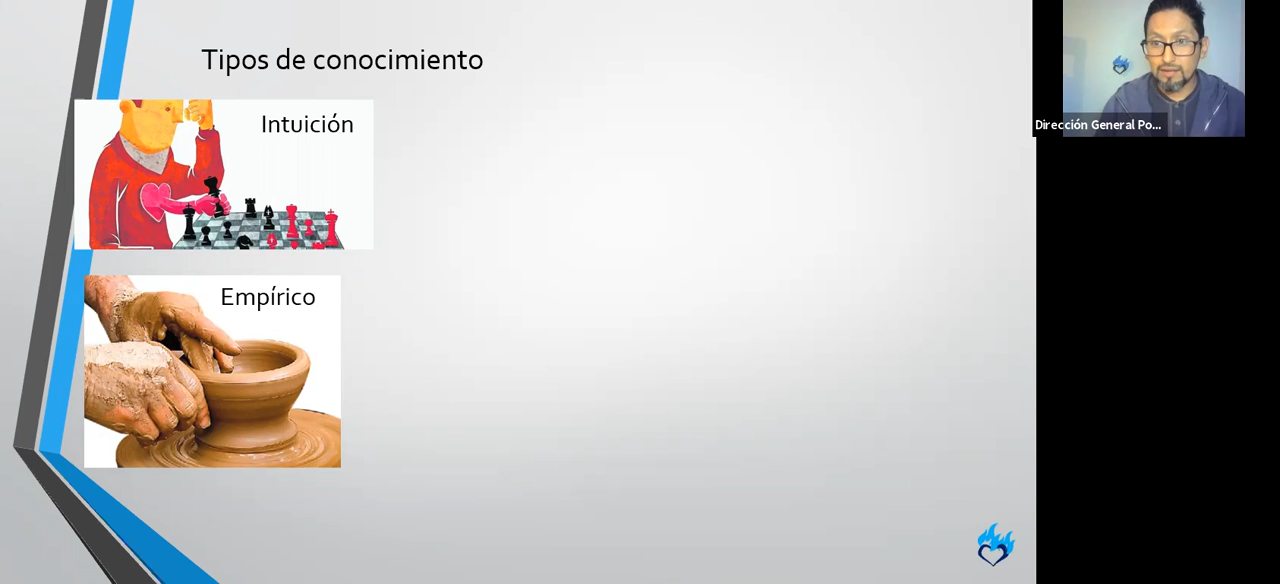 Tipos de conocimiento
Intuición
Empírico
Dirección General Po...